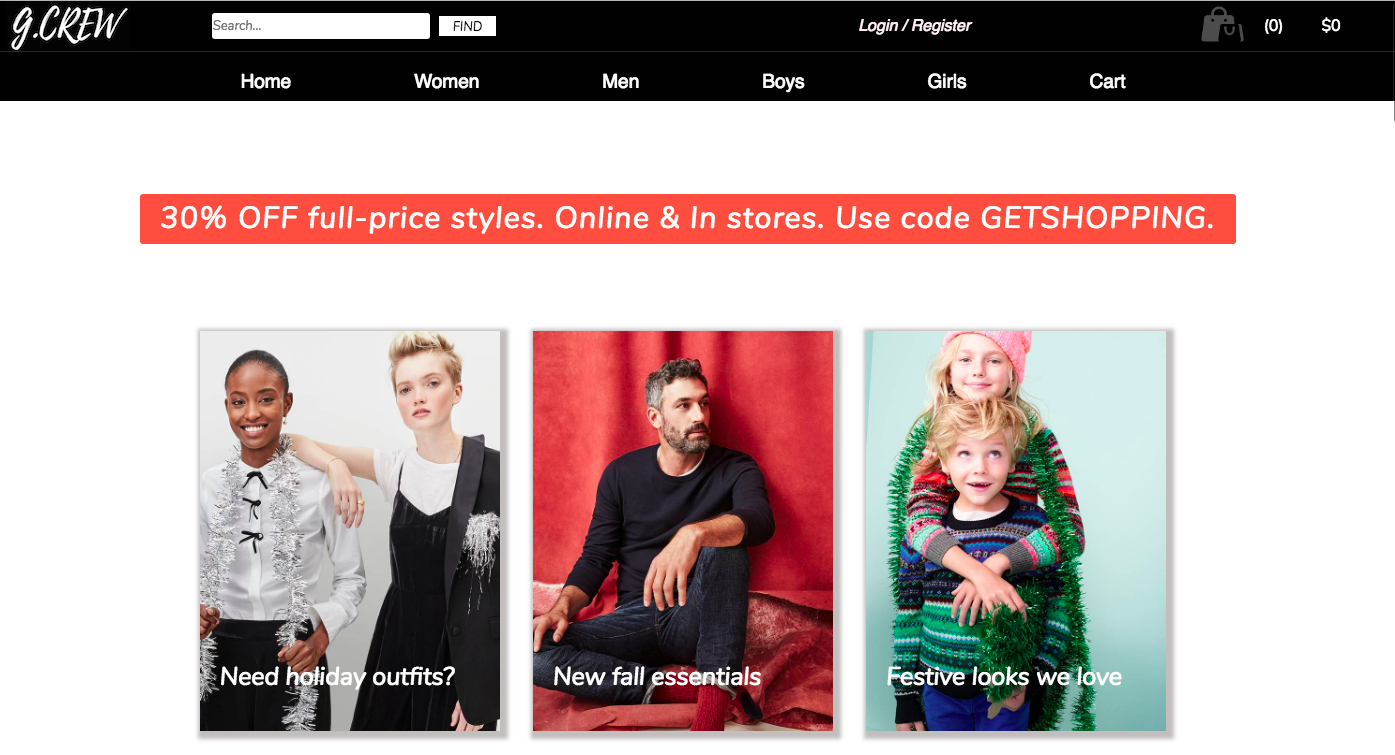 g.CREW
Search...
FIND
Login / Register
(0)
$0
Home
Women
Men
Boys
Girls
Cart
30% OFF full-price styles. Online & In stores. Use code GETSHOPPING.
Need holiday outfits?
New fall essentials
Festive looks we love